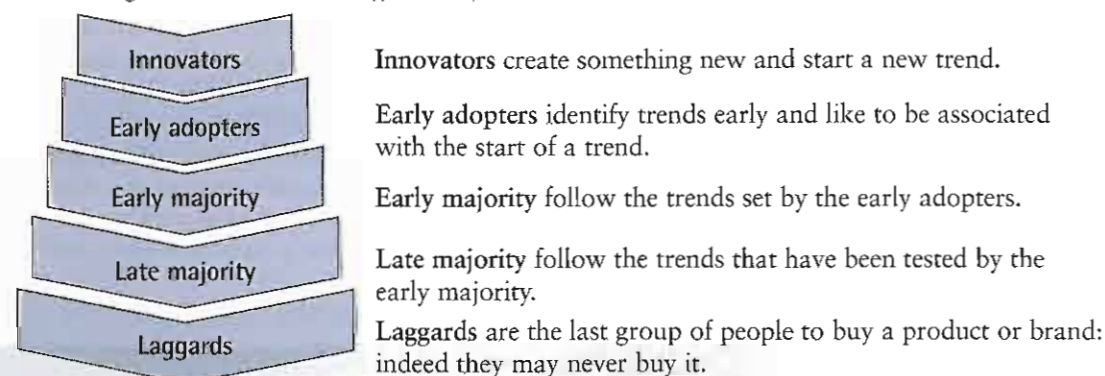 Innovators
Innovators create something new and start a new trend.
Early adopters
Early adopters identify trends early and like to be associated
with the start of a trend.
Early majority
Early majority follow the trends set by the early adopters.
Late majority
Late majority follow the trends that have been tested by the
early majority.
Laggards
Laggards are the last group of people to buy a product or brand:
indeed they may never buy it.